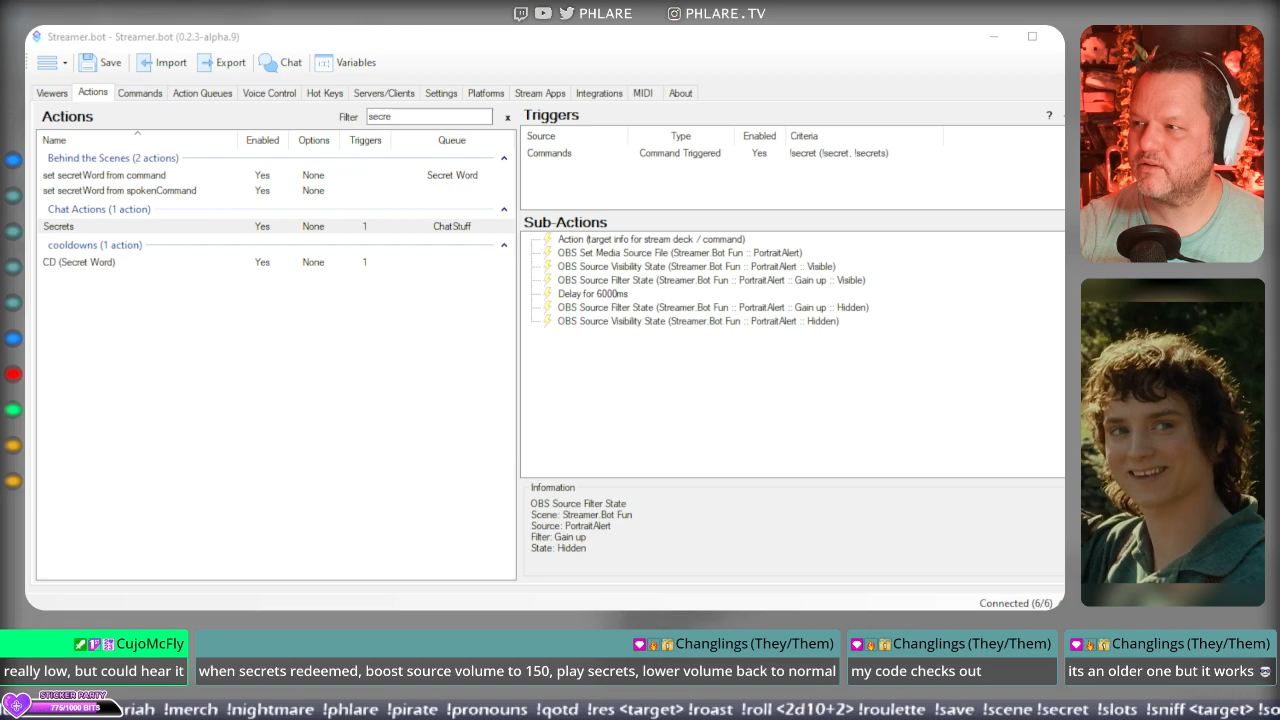 PHLARE PHLARE.TV
Streamer.bot - Streamer.bot (0.2.3-alpha.9)
Save Import Export Chat Variables
Viewers Actions Commands Action Queues Voice Control Hot Keys Servers/Clients Settings Platforms Stream Apps Integrations MIDI About
Actions Filter secre x
Name Enabled Options Triggers Queue
Behind the Scenes (2 actions)
set secretWord from command Yes None Secret Word
set secretWord from spokenCommand Yes None
Chat Actions (1 action)
Secrets Yes None 1 ChatStuff
cooldowns (1 action)
CD (Secret Word) Yes None 1
Triggers ?
Source Type Enabled Criteria
Commands Command Triggered Yes !secret (!secret, !secrets)
Sub-Actions
Action (target info for stream deck / command)
OBS Set Media Source File (Streamer.Bot Fun :: PortraitAlert)
OBS Source Visibility State (Streamer.Bot Fun :: PortraitAlert :: Visible)
OBS Source Filter State (Streamer.Bot Fun :: PortraitAlert :: Gain up :: Visible)
Delay for 6000ms
OBS Source Filter State (Streamer.Bot Fun :: PortraitAlert :: Gain up :: Hidden)
OBS Source Visibility State (Streamer.Bot Fun :: PortraitAlert :: Hidden)
Information
OBS Source Filter State
Scene: Streamer.Bot Fun
Source: PortraitAlert
Filter: Gain up
State: Hidden
Connected (6/6)
CujoMcFly
really low, but could hear it
Changlings (They/Them)
when secrets redeemed, boost source volume to 150, play secrets, lower volume back to normal
Changlings (They/Them)
my code checks out
Changlings (They/Them)
its an older one but it works
STICKER PARTY
775/1000 BITS
riah !merch !nightmare !phlare !pirate !pronouns !qotd !res <target> !roast !roll <2d10+2> !roulette !save !scene !secret !slots !sniff <target> !so